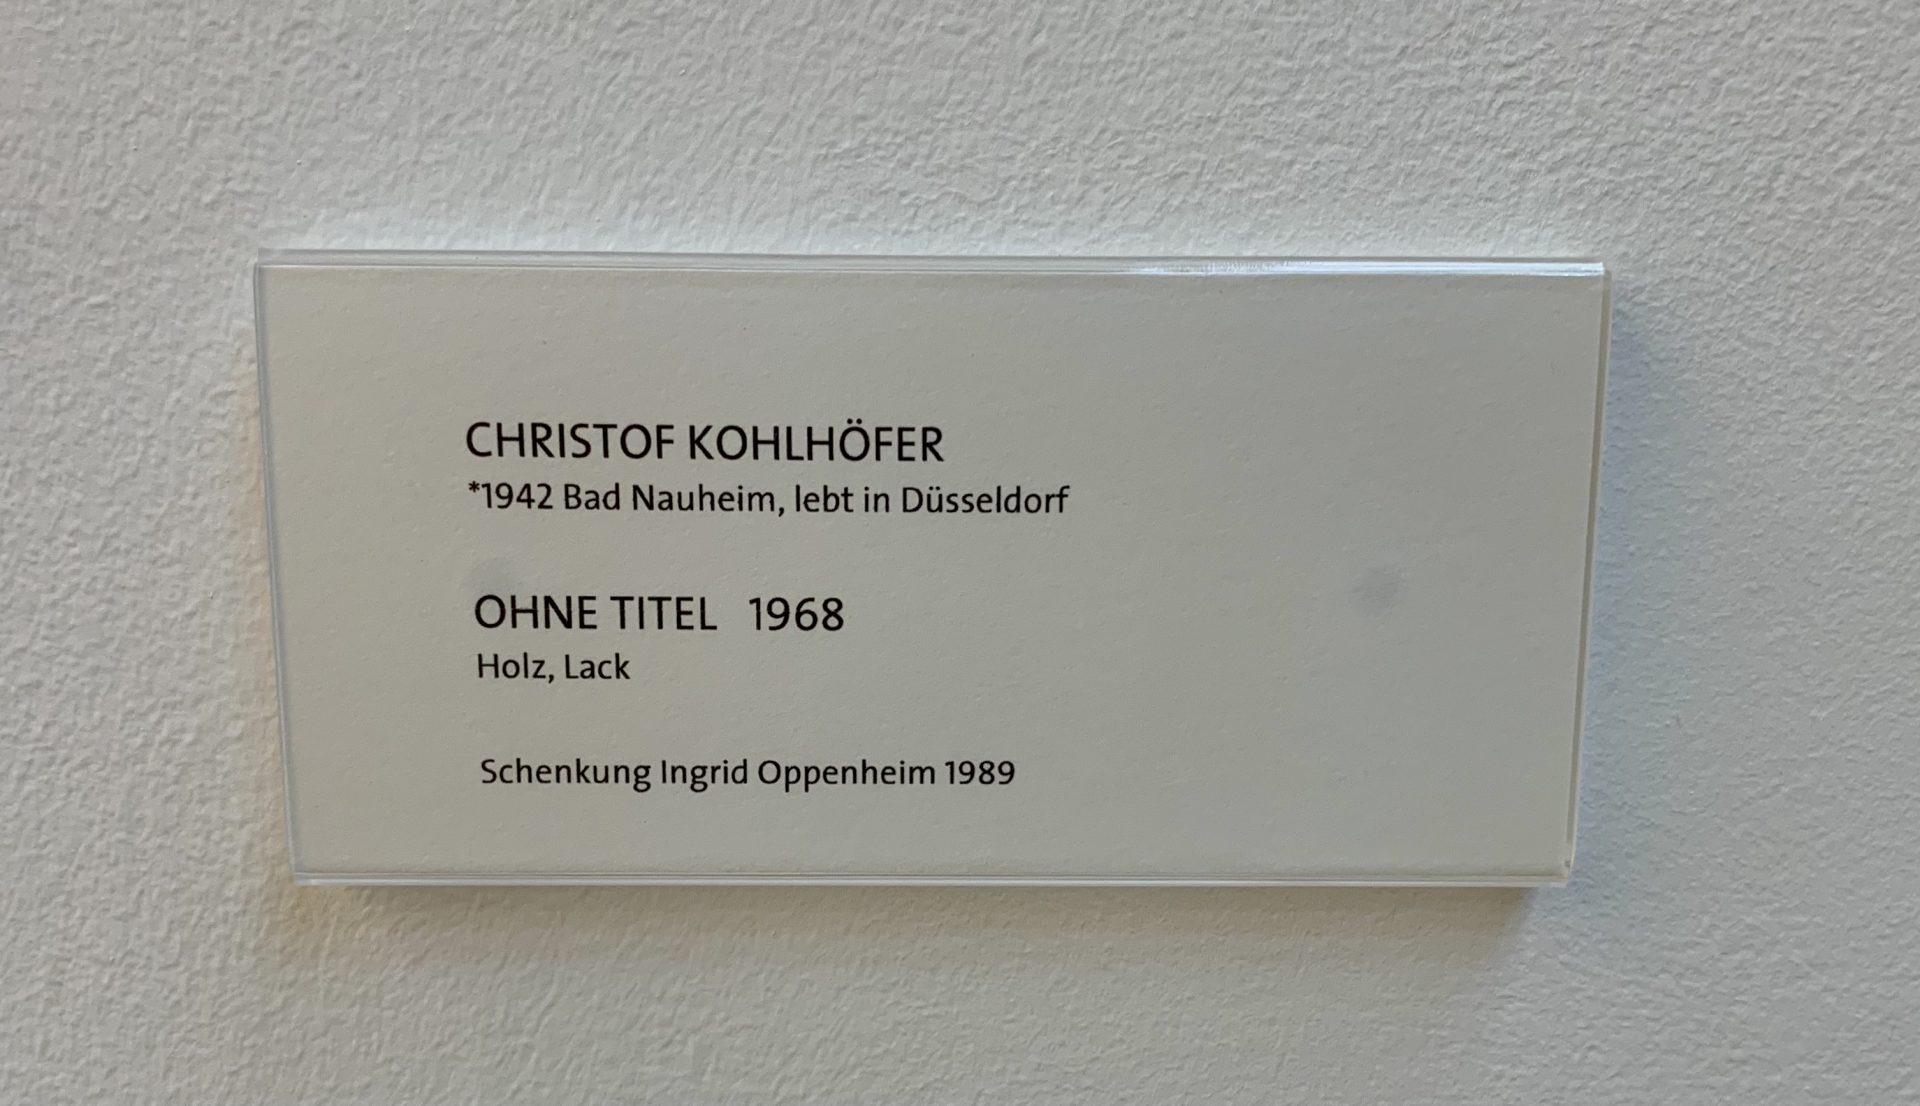 CHRISTOF KOHLHÖFER
*1942 Bad Nauheim, lebt in Düsseldorf
OHNE TITEL 1968
Holz, Lack
Schenkung Ingrid Oppenheim 1989